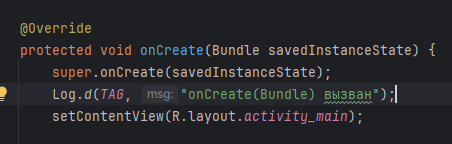 @Override
protected void onCreate(Bundle savedInstanceState) {
super.onCreate(savedInstanceState);
Log.d(TAG, msg: "onCreate(Bundle) вызван");
setContentView(R.layout.activity_main);